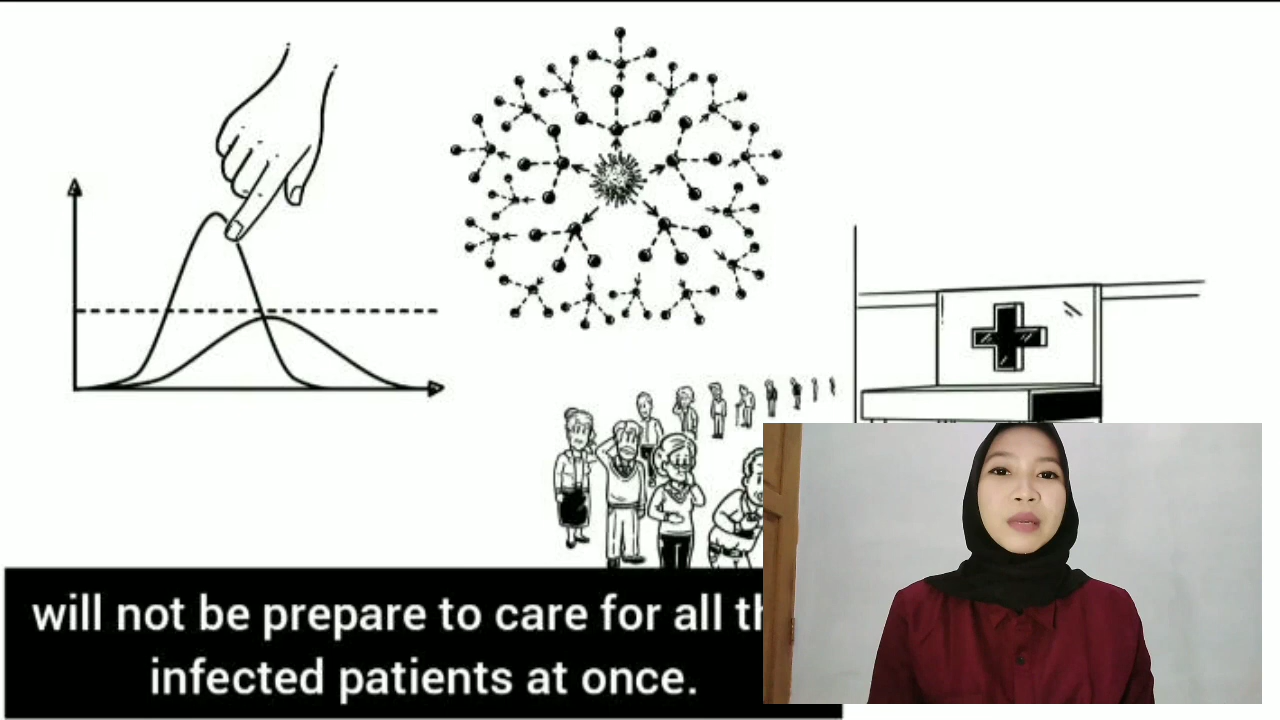 will not be prepare to care for all
infected patients at once.